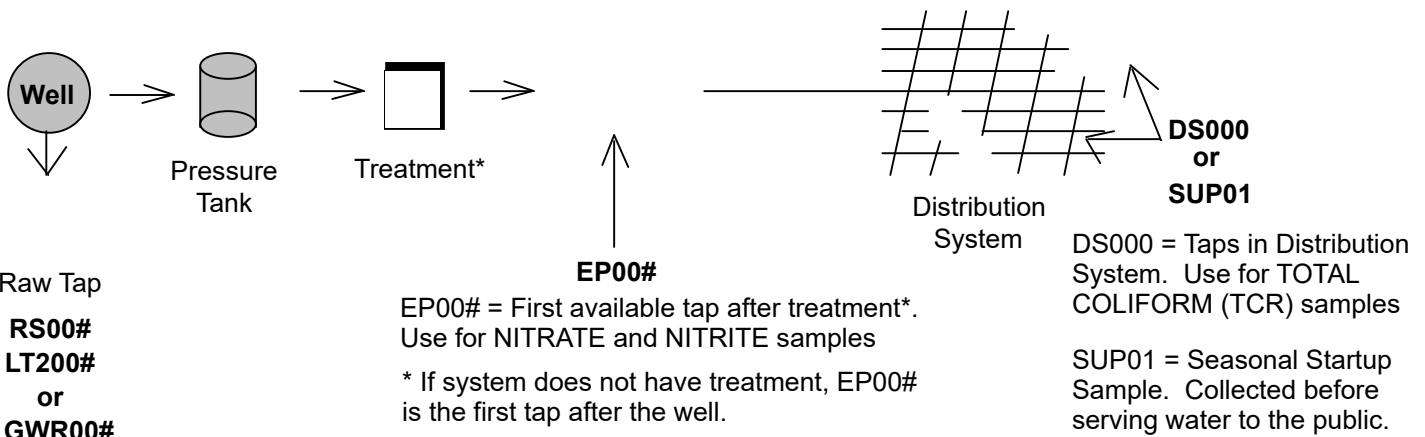 Well
Pressure
Tank
Treatment*
Distribution
System
DS000
or
SUP01
Raw Tap
RS00#
LT200#
or
GWR00#
EP00#
EP00# = First available tap after treatment*.
Use for NITRATE and NITRITE samples
* If system does not have treatment, EP00#
is the first tap after the well.
DS000 = Taps in Distribution
System. Use for TOTAL
COLIFORM (TCR) samples
SUP01 = Seasonal Startup
Sample. Collected before
serving water to the public.